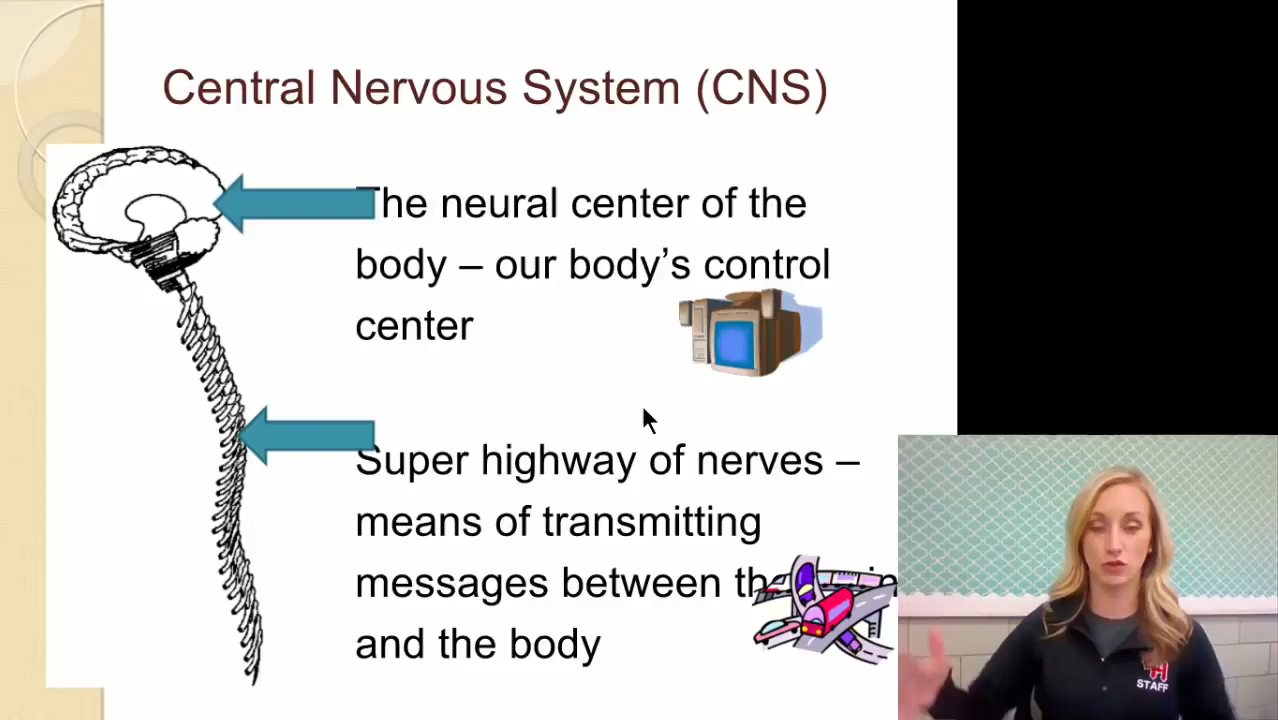 Central Nervous System (CNS)
The neural center of the
body – our body’s control
center
Super highway of nerves –
means of transmitting
messages between the
and the body
STAFF